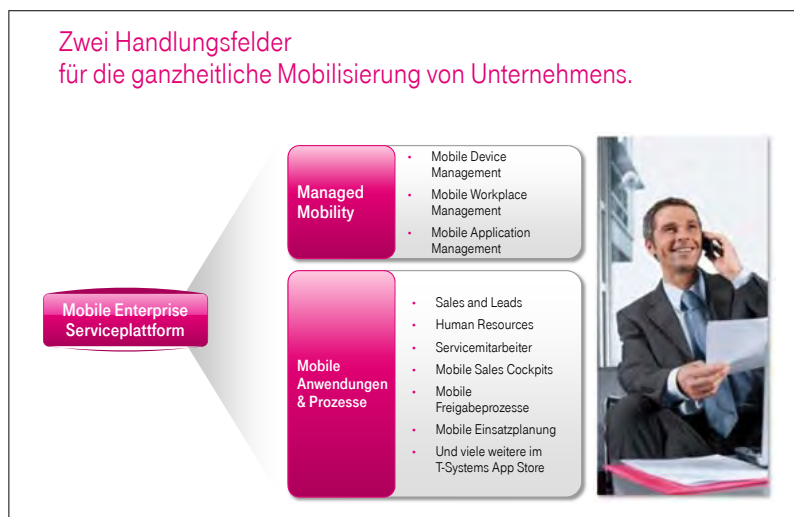 Zwei Handlungsfelder
für die ganzheitliche Mobilisierung von Unternehmens.
Mobile Enterprise
Serviceplattform
Managed
Mobility
• Mobile Device
Management
• Mobile Workplace
Management
• Mobile Application
Management
Mobile
Anwendungen
& Prozesse
• Sales and Leads
• Human Resources
• Servicemitarbeiter
• Mobile Sales Cockpits
• Mobile
Freigabeprozesse
• Mobile Einsatzplanung
• Und viele weitere im
T-Systems App Store